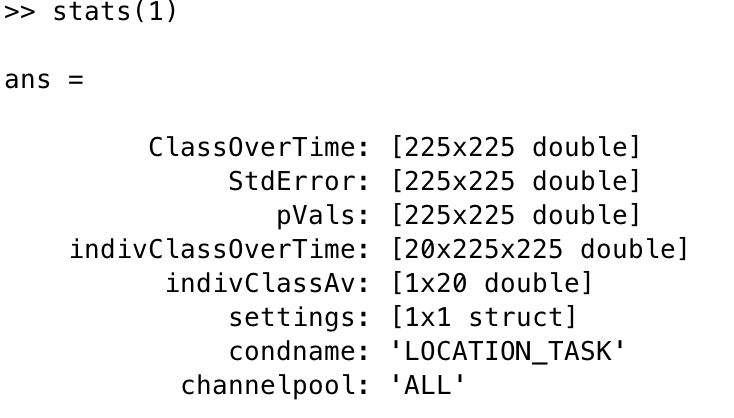 >> stats(1)
ans =
ClassOverTime: [225x225 double]
StdError: [225x225 double]
pVals: [225x225 double]
indivClassOverTime: [20x225x225 double]
indivClassAv: [1x20 double]
settings: [1x1 struct]
condname: 'LOCATION_TASK'
channelpool: 'ALL'